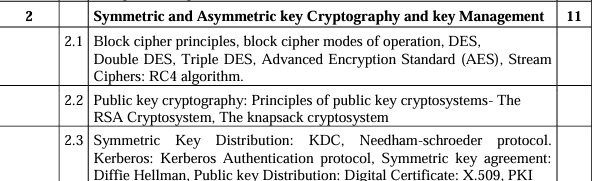 2 Symmetric and Asymmetric key Cryptography and key Management 11
2.1 Block cipher principles, block cipher modes of operation, DES,
Double DES, Triple DES, Advanced Encryption Standard (AES), Stream
Ciphers: RC4 algorithm.
2.2 Public key cryptography: Principles of public key cryptosystems- The
RSA Cryptosystem, The knapsack cryptosystem
2.3 Symmetric Key Distribution: KDC, Needham-schroeder protocol.
Kerberos: Kerberos Authentication protocol, Symmetric key agreement:
Diffie Hellman, Public key Distribution: Digital Certificate: X.509, PKI